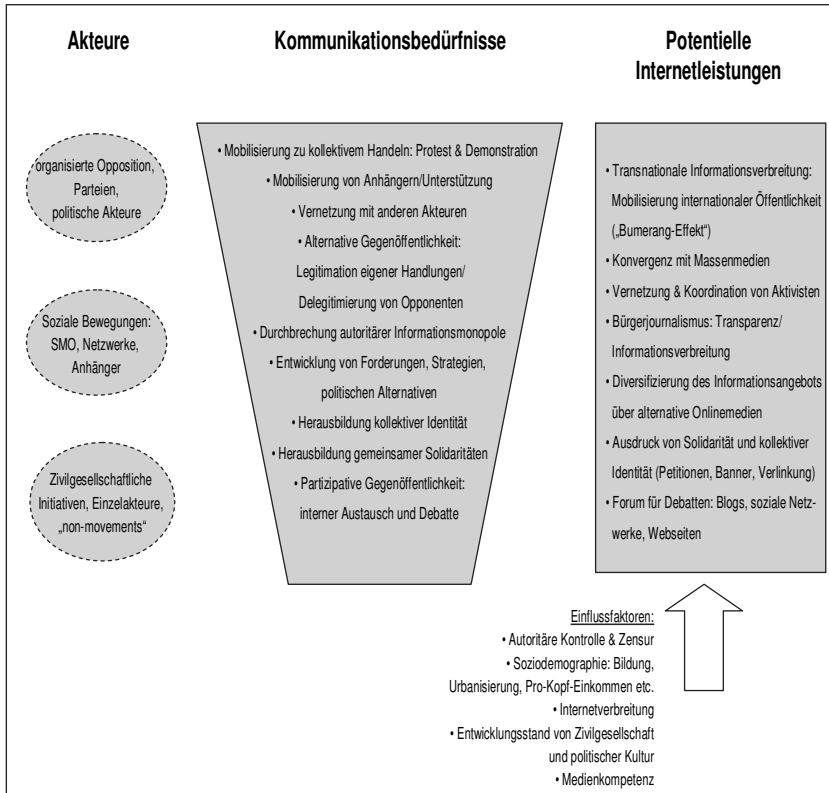 Akteure
Kommunikationsbedürfnisse
Potentielle
Internetleistungen
organisierte Opposition,
Parteien,
politische Akteure
Soziale Bewegungen:
SMO, Netzwerke,
Anhänger
Zivilgesellschaftliche
Initiativen, Einzelakteure,
„non-movements“
• Mobilisierung zu kollektivem Handeln: Protest & Demonstration
• Mobilisierung von Anhängern/Unterstützung
• Vernetzung mit anderen Akteuren
• Alternative Gegenöffentlichkeit:
Legitimation eigener Handlungen/
Delegitimierung von Opponenten
• Durchbrechung autoritärer Informationsmonopole
• Entwicklung von Forderungen, Strategien,
politischen Alternativen
• Herausbildung kollektiver Identität
• Herausbildung gemeinsamer Solidaritäten
• Partizipative Gegenöffentlichkeit:
interner Austausch und Debatte
• Transnationale Informationsverbreitung:
Mobilisierung internationaler Öffentlichkeit
(„Bumerang-Effekt“)
• Konvergenz mit Massenmedien
• Vernetzung & Koordination von Aktivisten
• Bürgerjournalismus: Transparenz/
Informationsverbreitung
• Diversifizierung des Informationsangebots
über alternative Onlinemedien
• Ausdruck von Solidarität und kollektiver
Identität (Petitionen, Banner, Verlinkung)
• Forum für Debatten: Blogs, soziale Netz-
werke, Webseiten
Einflussfaktoren:
• Autoritäre Kontrolle & Zensur
• Soziodemographie: Bildung,
Urbanisierung, Pro-Kopf-Einkommen etc.
• Internetverbreitung
• Entwicklungsstand von Zivilgesellschaft
und politischer Kultur
• Medienkompetenz